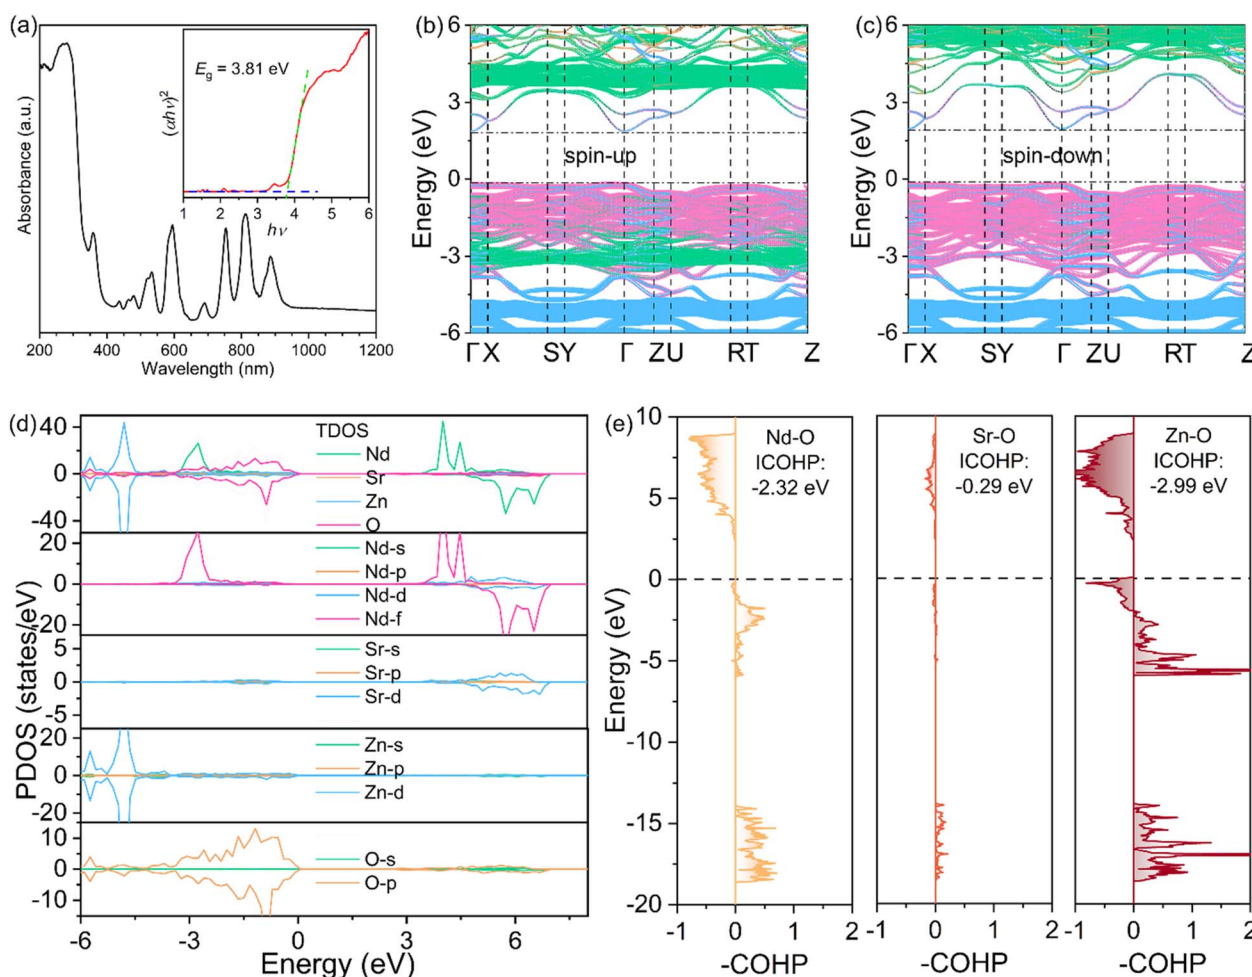 (a)
Absorbance (a.u.)
Eg = 3.81 eV
(αhν)²
1 2 3 4 5 6
hν
200 400 600 800 1000 1200
Wavelength (nm)
(b)
Energy (eV)
6
3
0
-3
-6
spin-up
Γ X S Y Γ Z U R T Z
(c)
Energy (eV)
6
3
0
-3
-6
spin-down
Γ X S Y Γ Z U R T Z
(d)
PDOS (states/eV)
40
0
-40
TDOS
Nd
Sr
Zn
O
20
0
-20
Nd-s
Nd-p
Nd-d
Nd-f
5
0
-5
Sr-s
Sr-p
Sr-d
20
0
-20
Zn-s
Zn-p
Zn-d
10
0
-10
O-s
O-p
-6 -3 0 3 6
Energy (eV)
(e)
Energy (eV)
10
5
0
-5
-10
-15
-20
Nd-O
ICOHP:
-2.32 eV
-1 0 1 2
-COHP
Sr-O
ICOHP:
-0.29 eV
-1 0 1 2
-COHP
Zn-O
ICOHP:
-2.99 eV
-1 0 1 2
-COHP